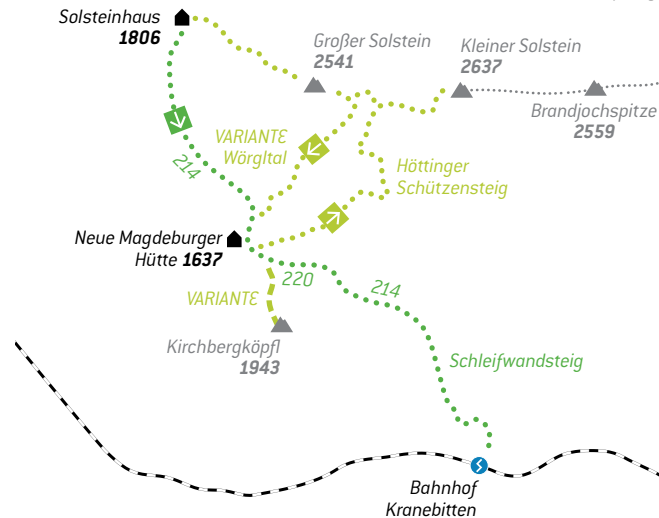 Solsteinhaus
1806
Großer Solstein
2541
Kleiner Solstein
2637
Brandjochspitze
2559
VARIANTE
Wörgltal
214
Höttinger
Schützensteig
Neue Magdeburger
Hütte 1637
220
214
VARIANTE
Kirchbergköpfl
1943
Schleifwandsteig
Bahnhof
Kranebitten